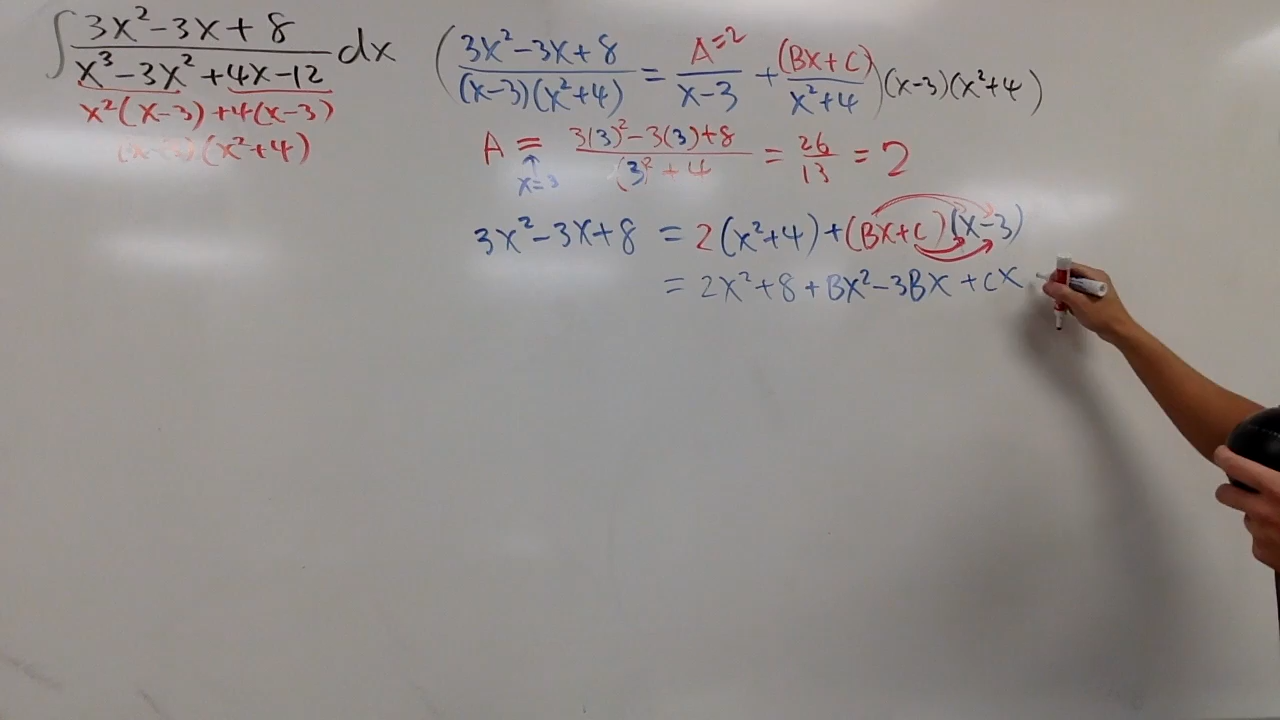 ∫ (3x² - 3x + 8)/(x³ - 3x² + 4x - 12) dx
x²(x-3) + 4(x-3)
(x-3)(x²+4)
( (3x² - 3x + 8)/((x-3)(x²+4)) = A=2/(x-3) + (Bx+C)/(x²+4) ) (x-3)(x²+4)
A = (3(3)² - 3(3) + 8)/((3)² + 4) = 26/13 = 2
↑ x=3
3x² - 3x + 8 = 2(x²+4) + (Bx+C)(x-3)
= 2x² + 8 + Bx² - 3Bx + Cx